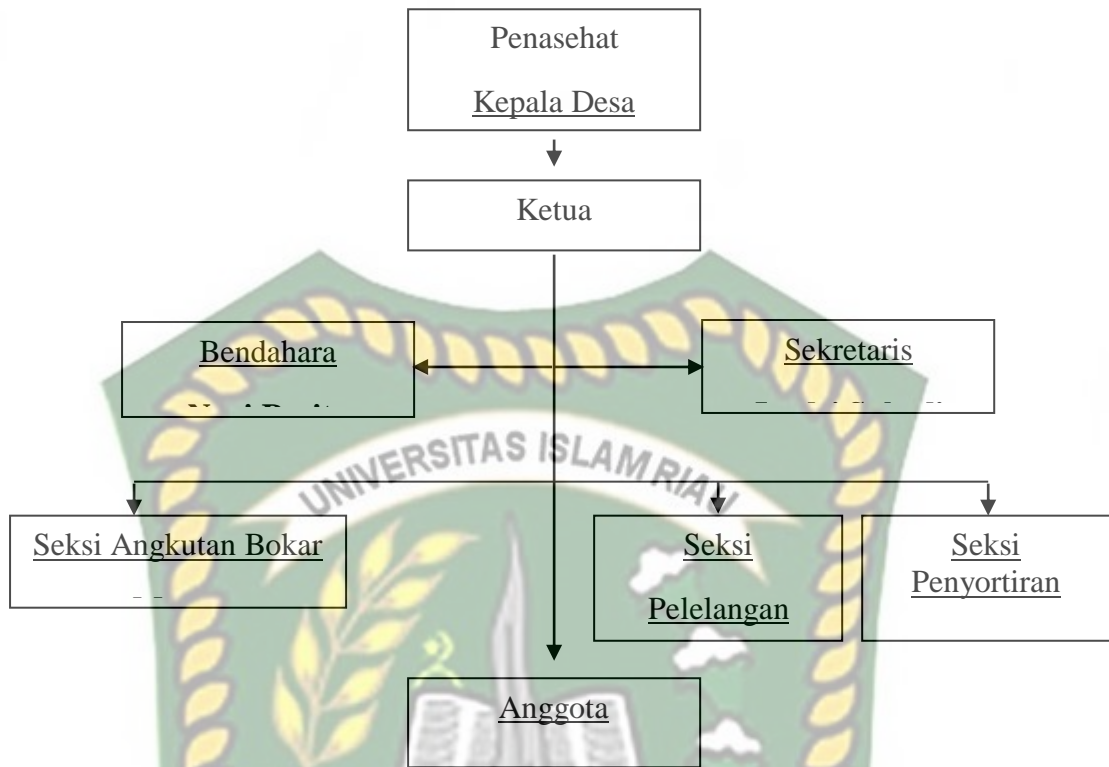 Penasehat
Kepala Desa
Ketua
Bendahara
Sekretaris
UNIVERSITAS ISLAM RIAU
Seksi Angkutan Bokar
Seksi
Pelelangan
Seksi
Penyortiran
Anggota